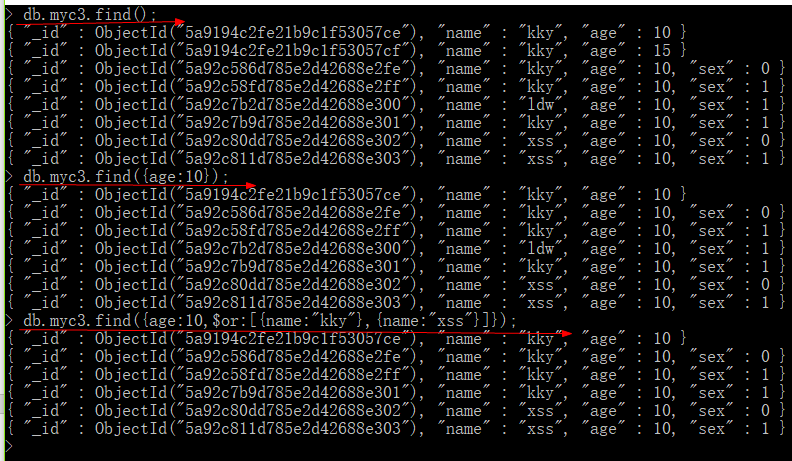 > db.myc3.find();
{ "_id" : ObjectId("5a9194c2fe21b9c1f53057ce"), "name" : "kky", "age" : 10 }
{ "_id" : ObjectId("5a9194c2fe21b9c1f53057cf"), "name" : "kky", "age" : 15 }
{ "_id" : ObjectId("5a92c586d785e2d42688e2fe"), "name" : "kky", "age" : 10, "sex" : 0 }
{ "_id" : ObjectId("5a92c58fd785e2d42688e2ff"), "name" : "kky", "age" : 10, "sex" : 1 }
{ "_id" : ObjectId("5a92c7b2d785e2d42688e300"), "name" : "ldw", "age" : 10, "sex" : 1 }
{ "_id" : ObjectId("5a92c7b9d785e2d42688e301"), "name" : "kky", "age" : 10, "sex" : 1 }
{ "_id" : ObjectId("5a92c80dd785e2d42688e302"), "name" : "xss", "age" : 10, "sex" : 0 }
{ "_id" : ObjectId("5a92c811d785e2d42688e303"), "name" : "xss", "age" : 10, "sex" : 1 }
> db.myc3.find({age:10});
{ "_id" : ObjectId("5a9194c2fe21b9c1f53057ce"), "name" : "kky", "age" : 10 }
{ "_id" : ObjectId("5a92c586d785e2d42688e2fe"), "name" : "kky", "age" : 10, "sex" : 0 }
{ "_id" : ObjectId("5a92c58fd785e2d42688e2ff"), "name" : "kky", "age" : 10, "sex" : 1 }
{ "_id" : ObjectId("5a92c7b2d785e2d42688e300"), "name" : "ldw", "age" : 10, "sex" : 1 }
{ "_id" : ObjectId("5a92c7b9d785e2d42688e301"), "name" : "kky", "age" : 10, "sex" : 1 }
{ "_id" : ObjectId("5a92c80dd785e2d42688e302"), "name" : "xss", "age" : 10, "sex" : 0 }
{ "_id" : ObjectId("5a92c811d785e2d42688e303"), "name" : "xss", "age" : 10, "sex" : 1 }
> db.myc3.find({age:10,$or:[{name:"kky"},{name:"xss"}]});
{ "_id" : ObjectId("5a9194c2fe21b9c1f53057ce"), "name" : "kky", "age" : 10 }
{ "_id" : ObjectId("5a92c586d785e2d42688e2fe"), "name" : "kky", "age" : 10, "sex" : 0 }
{ "_id" : ObjectId("5a92c58fd785e2d42688e2ff"), "name" : "kky", "age" : 10, "sex" : 1 }
{ "_id" : ObjectId("5a92c7b9d785e2d42688e301"), "name" : "kky", "age" : 10, "sex" : 1 }
{ "_id" : ObjectId("5a92c80dd785e2d42688e302"), "name" : "xss", "age" : 10, "sex" : 0 }
{ "_id" : ObjectId("5a92c811d785e2d42688e303"), "name" : "xss", "age" : 10, "sex" : 1 }
>